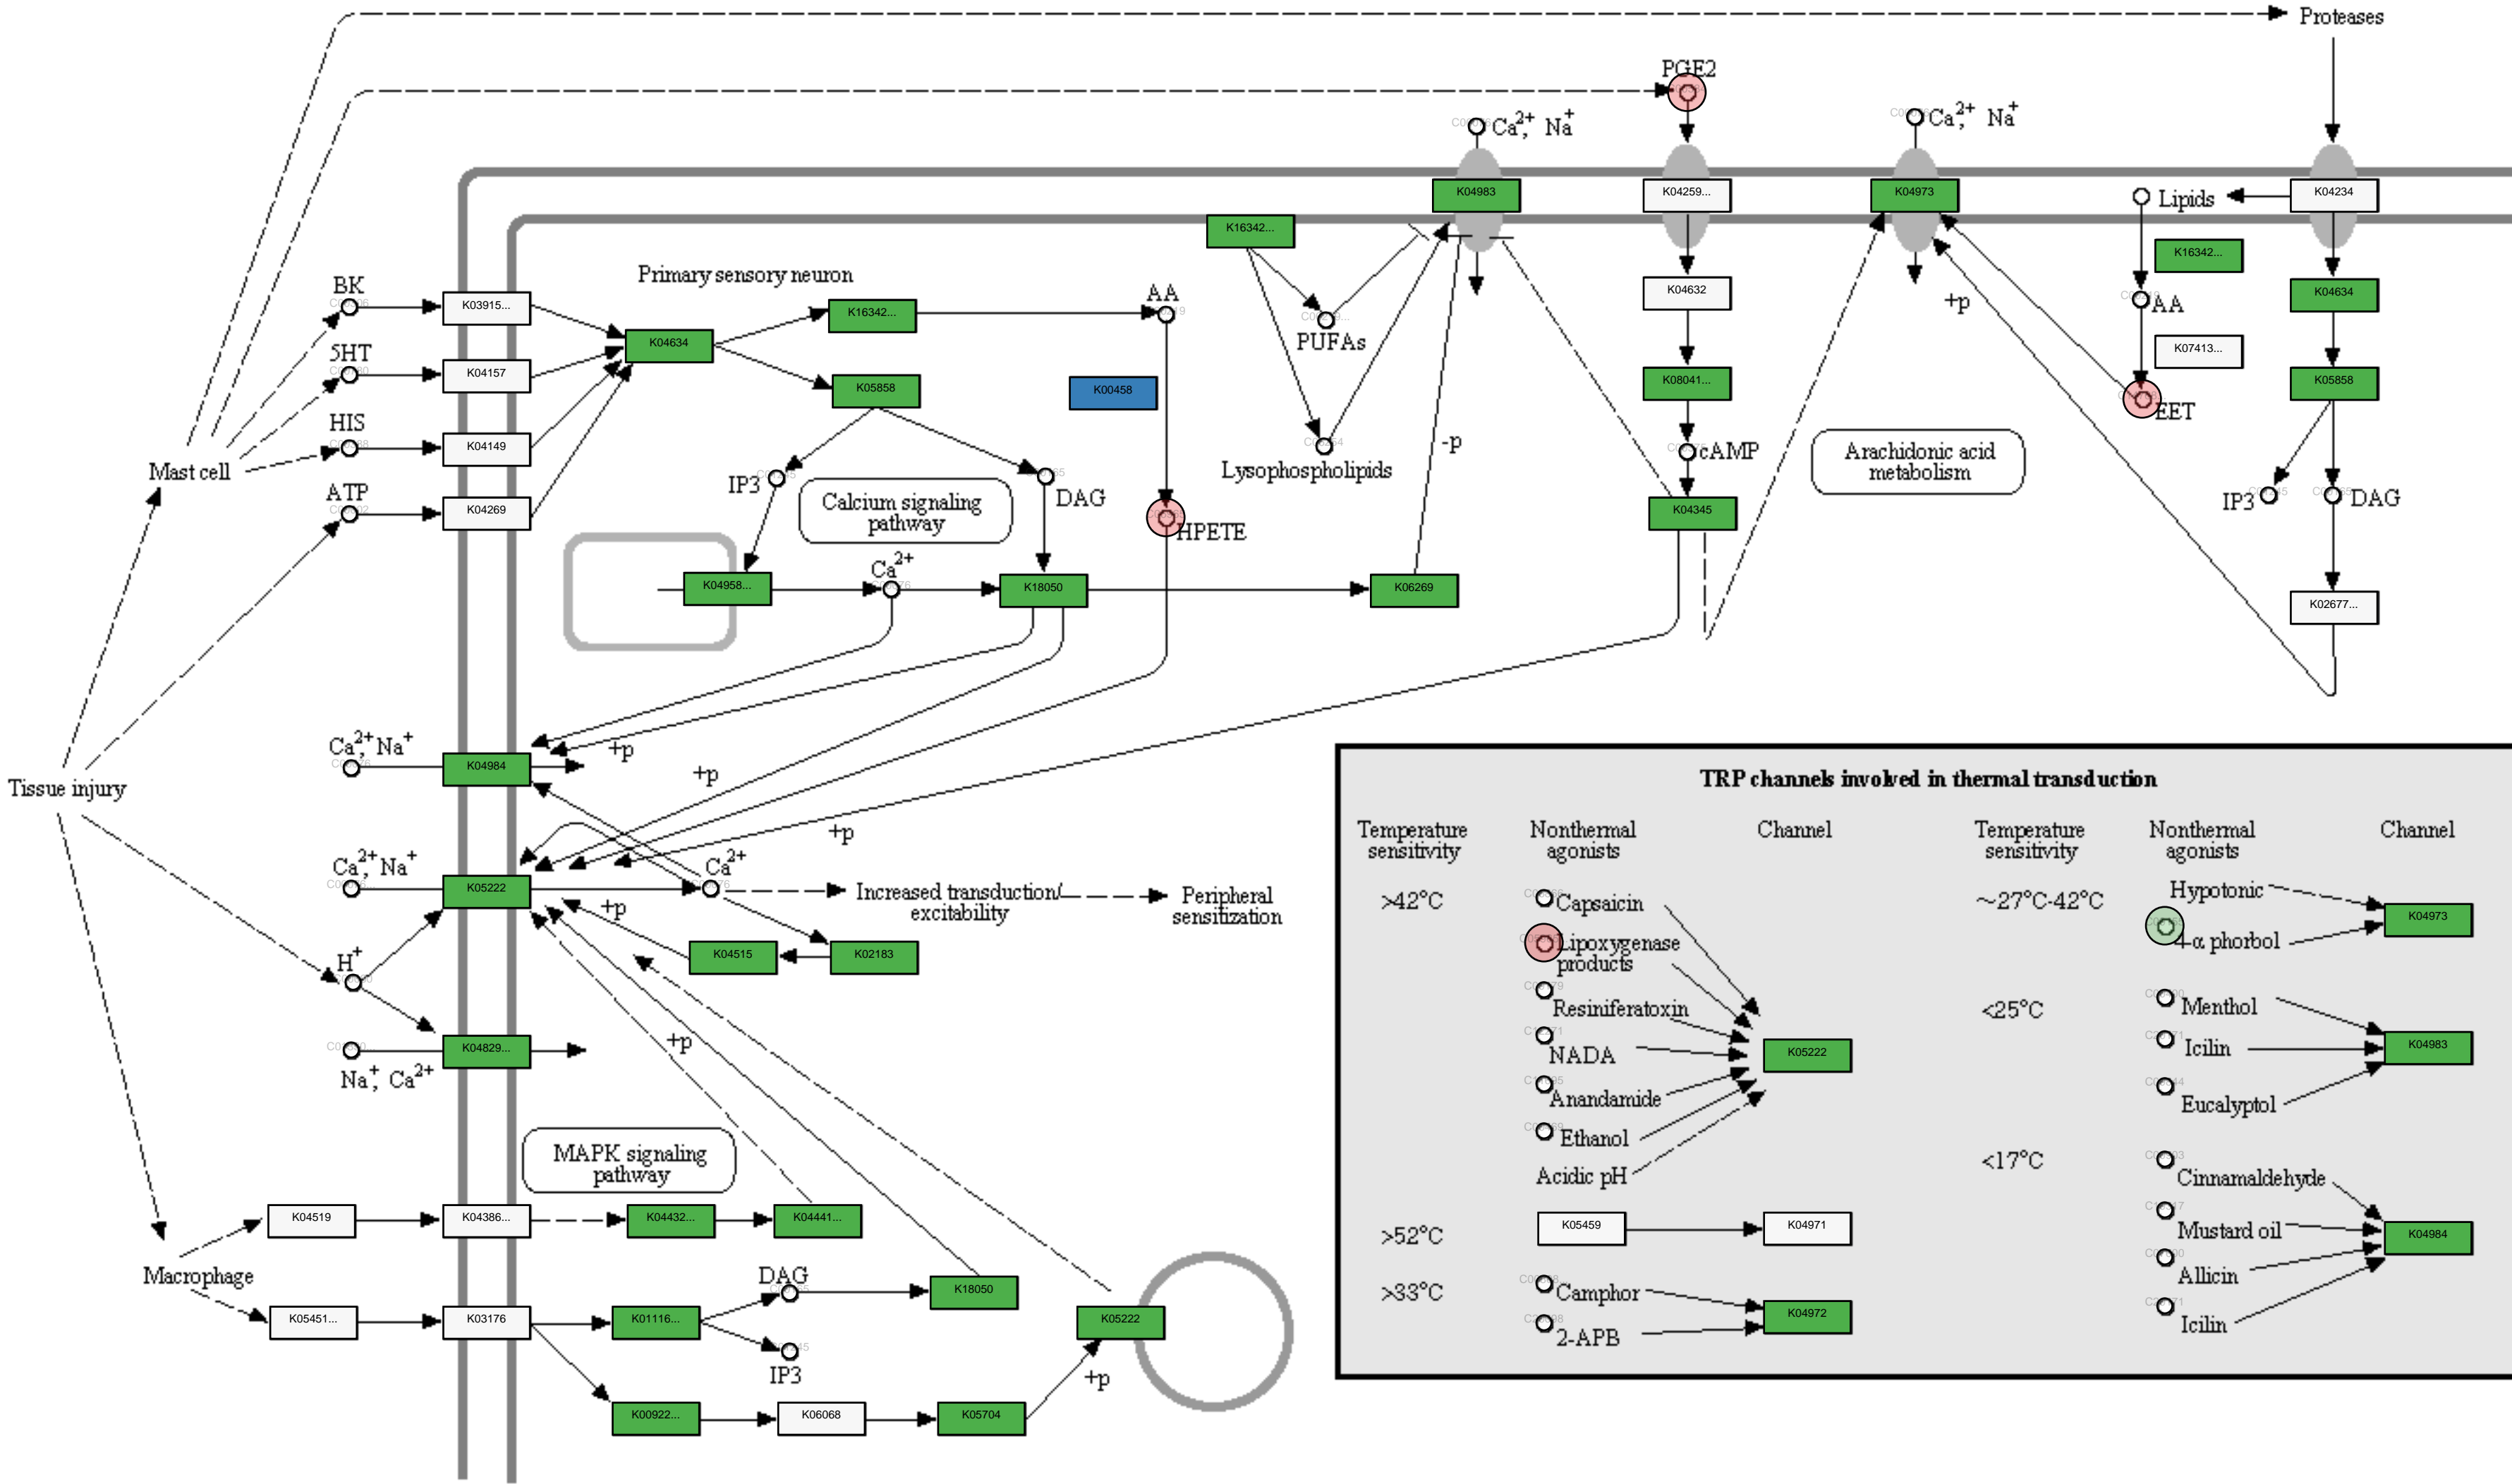 Proteases
PGE2
Ca2+, Na+
Ca2+, Na+
K04983
K04259...
K04973
Lipids
K04234
K16342...
K16342...
Primary sensory neuron
BK
K03915...
K16342...
AA
K04632
AA
K04634
+p
K04634
PUFAs
5HT
K04157
K05858
K00458
K08041...
K07413...
K05858
EET
HIS
K04149
-p
cAMP
Arachidonic acid
metabolism
Mast cell
Lysophospholipids
IP3
DAG
Calcium signaling
pathway
ATP
K04269
HPETE
K04345
IP3
DAG
Ca2+
K04958...
K18050
K06269
K02677...
Ca2+, Na+
+p
K04984
+p
Tissue injury
+p
Ca2+, Na+
K05222
Ca2+
Increased transduction/
excitability
Peripheral
sensitization
+p
K04515
K02183
H+
K04829...
Na+, Ca2+
+p
MAPK signaling
pathway
K04519
K04386...
K04432...
K04441...
Macrophage
DAG
K18050
K05451...
K03176
K01116...
K05222
IP3
+p
K00922...
K06068
K05704
TRP channels involved in thermal transduction
Temperature
sensitivity
Nonthermal
agonists
Channel
Temperature
sensitivity
Nonthermal
agonists
Channel
>42°C
Capsaicin
Lipoxygenase
products
Resiniferatoxin
NADA
K05222
Anandamide
Ethanol
Acidic pH
>52°C
K05459
K04971
>33°C
Camphor
K04972
2-APB
~27°C-42°C
Hypotonic
K04973
4-α phorbol
<25°C
Menthol
Icilin
K04983
Eucalyptol
<17°C
Cinnamaldehyde
Mustard oil
K04984
Allicin
Icilin